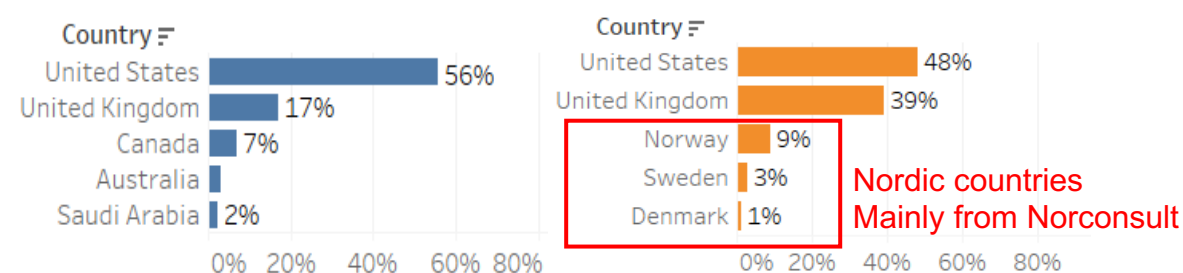 Country
United States 56%
United Kingdom 17%
Canada 7%
Australia
Saudi Arabia 2%
0% 20% 40% 60% 80%
Country
United States 48%
United Kingdom 39%
Norway 9%
Sweden 3%
Denmark 1%
Nordic countries
Mainly from Norconsult
0% 20% 40% 60% 80%